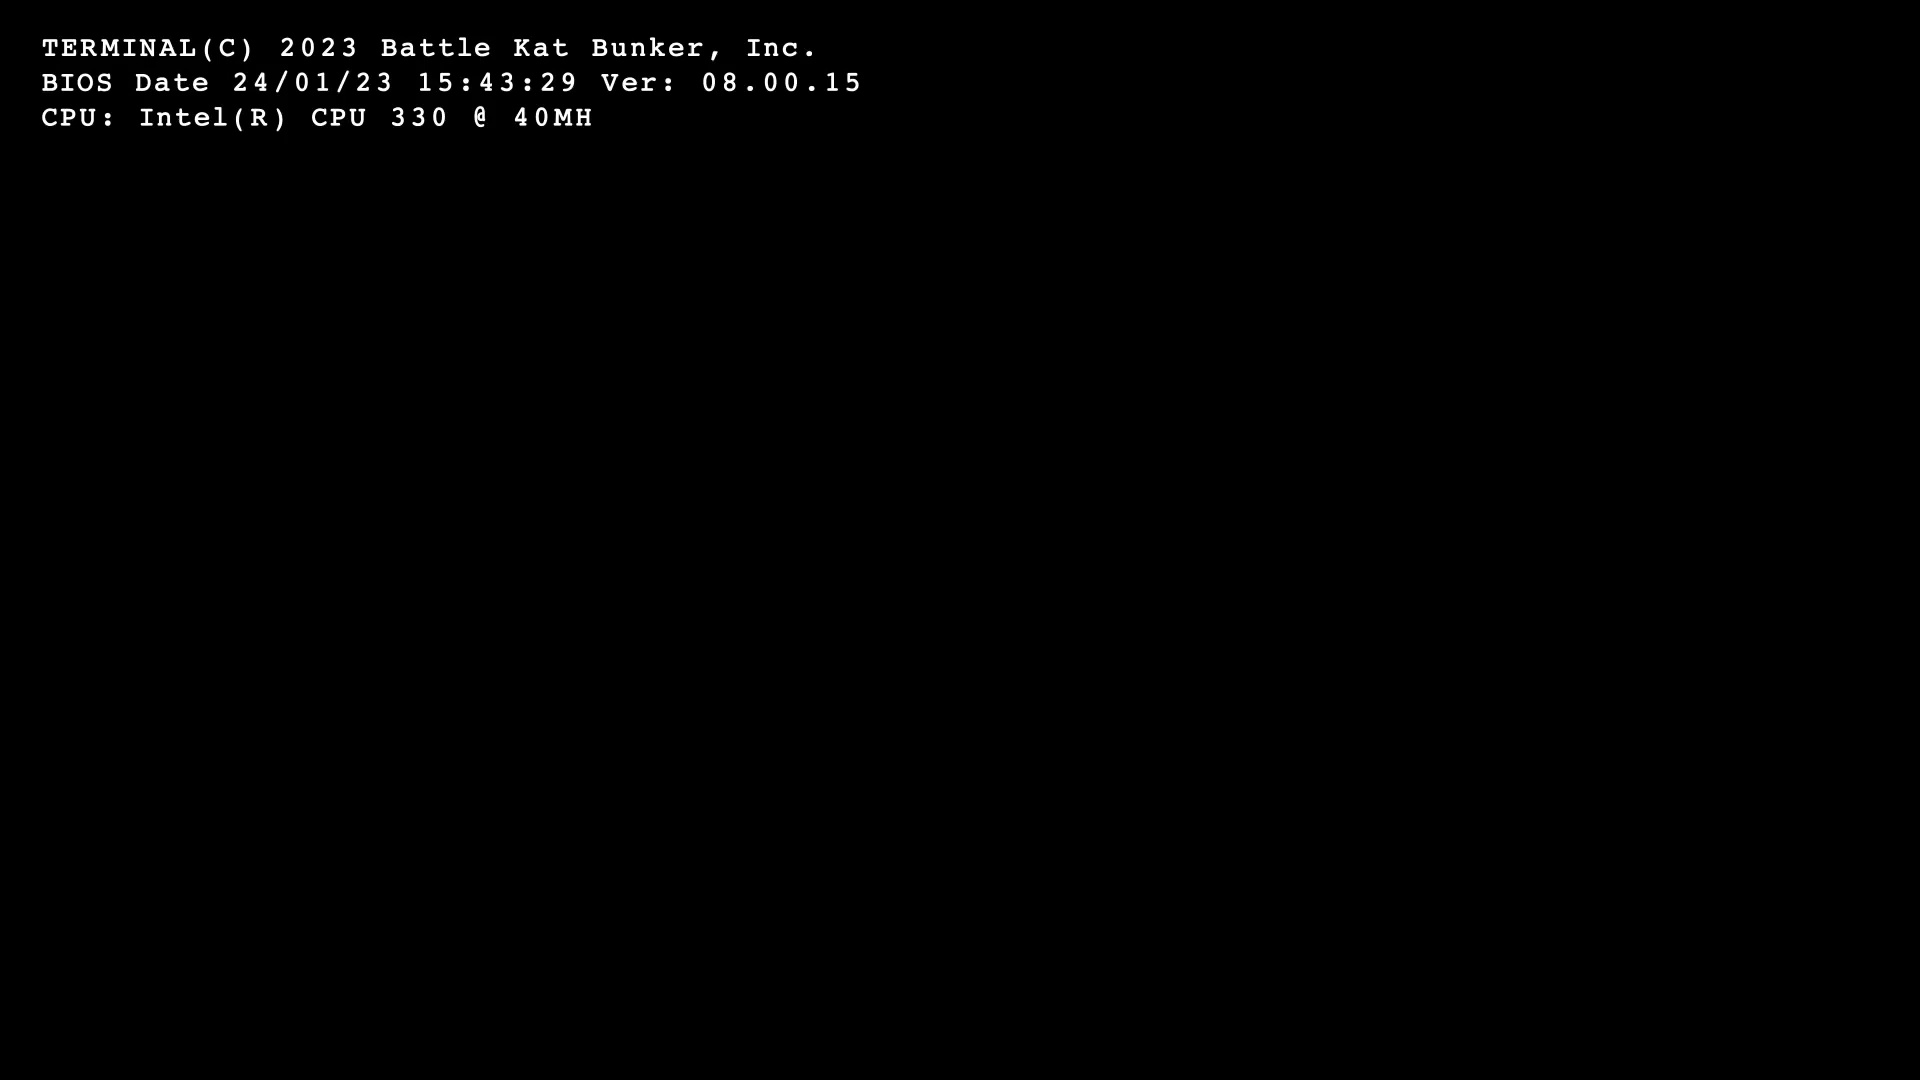 TERMINAL(C) 2023 Battle Kat Bunker, Inc.
BIOS Date 24/01/23 15:43:29 Ver: 08.00.15
CPU: Intel(R) CPU 330 @ 40MH